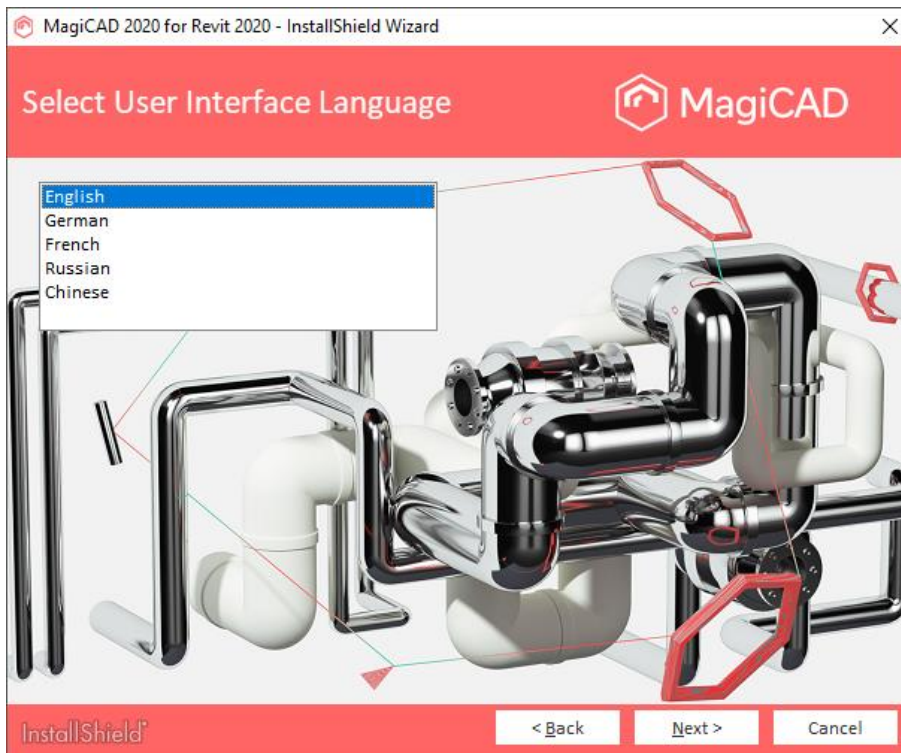 MagiCAD 2020 for Revit 2020 - InstallShield Wizard
Select User Interface Language
MagiCAD
English
German
French
Russian
Chinese
InstallShield
< Back
Next >
Cancel